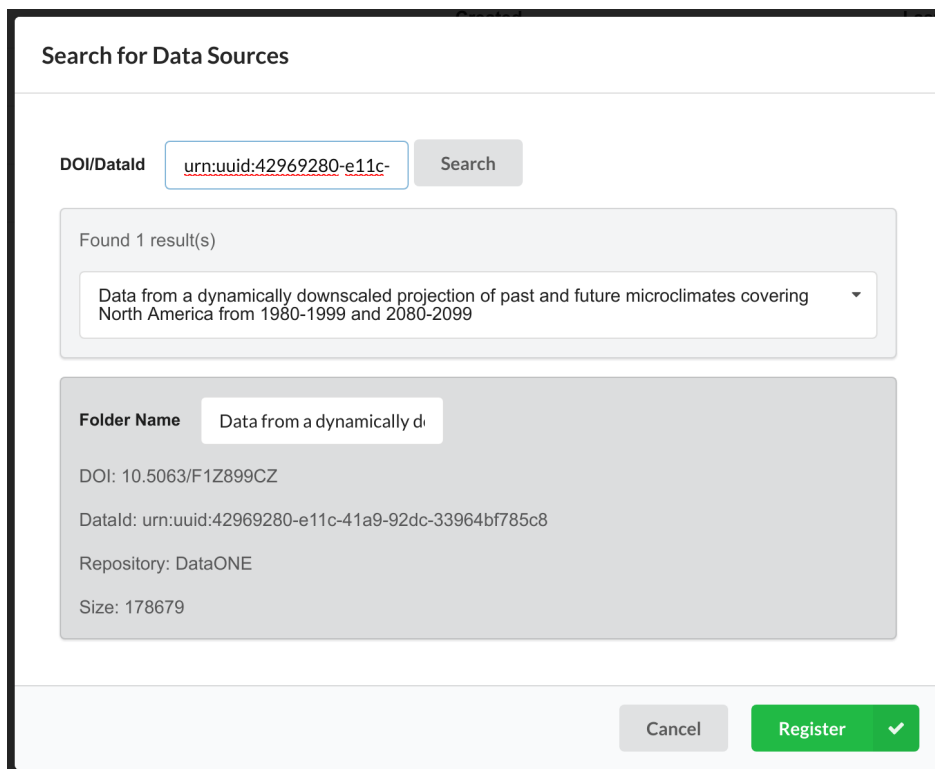 Search for Data Sources
DOI/DataId
urn:uuid:42969280-e11c-
Search
Found 1 result(s)
Data from a dynamically downscaled projection of past and future microclimates covering
North America from 1980-1999 and 2080-2099
Folder Name
Data from a dynamically
DOI: 10.5063/F1Z899CZ
DataId: urn:uuid:42969280-e11c-41a9-92dc-33964bf785c8
Repository: DataONE
Size: 178679
Cancel
Register